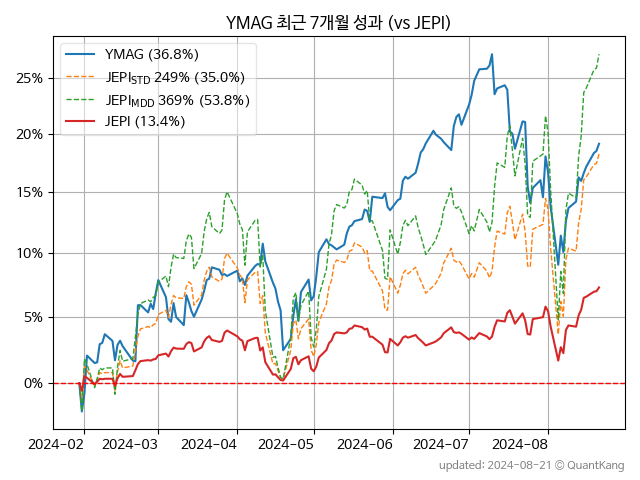 YMAG 최근 7개월 성과 (vs JEPI)
YMAG (36.8%)
JEPI_STD 249% (35.0%)
JEPI_MDD 369% (53.8%)
JEPI (13.4%)
25%
20%
15%
10%
5%
0%
2024-02 2024-03 2024-04 2024-05 2024-06 2024-07 2024-08
updated: 2024-08-21 @ QuantKang